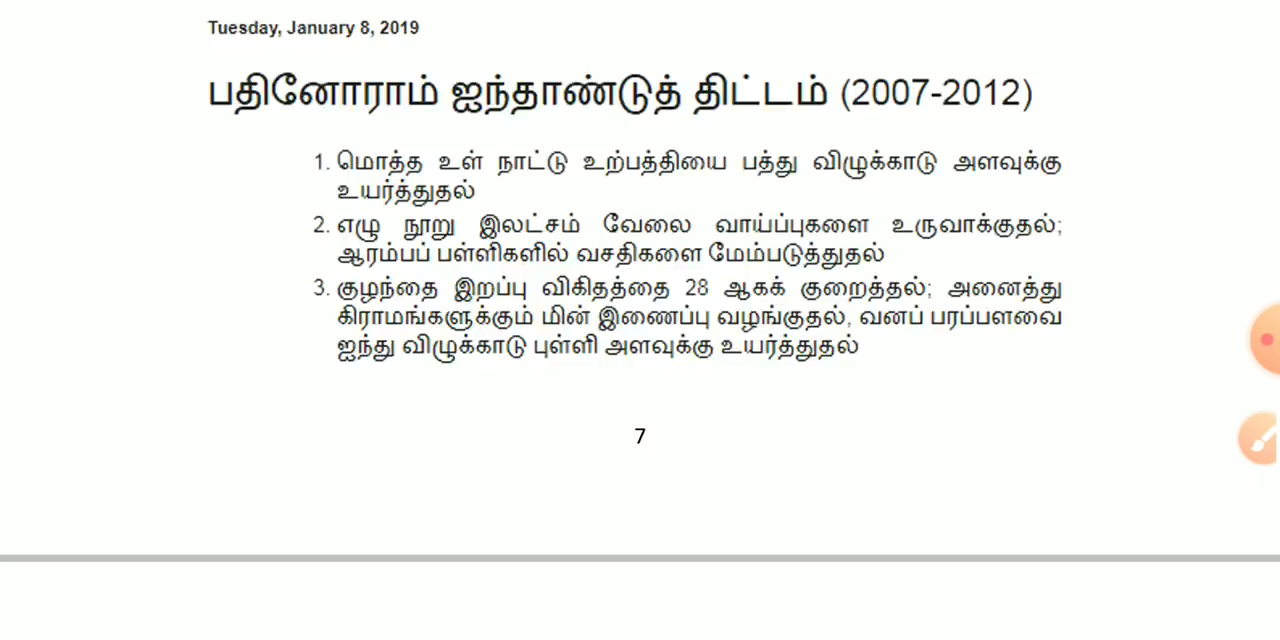 Tuesday, January 8, 2019
பதினோராம் ஐந்தாண்டுத் திட்டம் (2007-2012)
1. மொத்த உள் நாட்டு உற்பத்தியை பத்து விழுக்காடு அளவுக்கு
உயர்த்துதல்
2. எழு நூறு இலட்சம் வேலை வாய்ப்புகளை உருவாக்குதல்;
ஆரம்பப் பள்ளிகளில் வசதிகளை மேம்படுத்துதல்
3. குழந்தை இறப்பு விகிதத்தை 28 ஆகக் குறைத்தல்; அனைத்து
கிராமங்களுக்கும் மின் இணைப்பு வழங்குதல், வனப் பரப்பளவை
ஐந்து விழுக்காடு புள்ளி அளவுக்கு உயர்த்துதல்
7